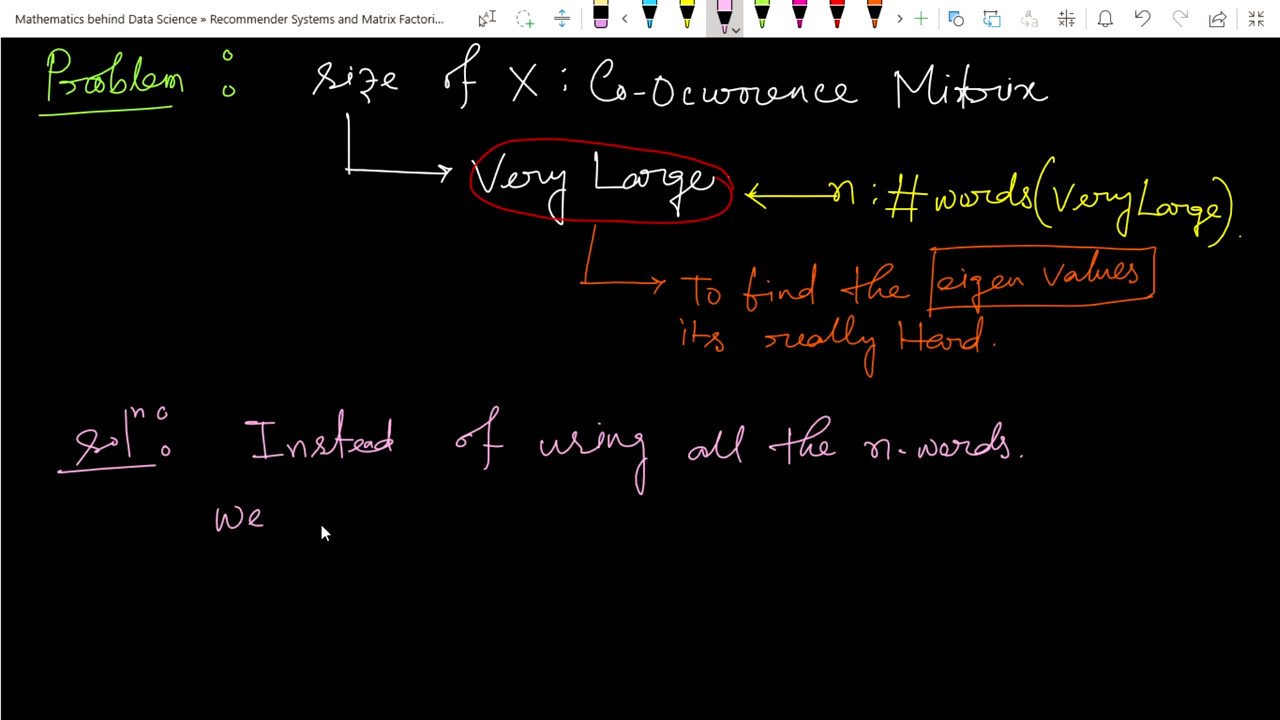 Mathematics behind Data Science » Recommender Systems and Matrix Factori...
Problem : size of X : Co-Occurrence Matrix
Very Large ← n : # words (Very Large).
To find the eigen values
its really Hard.
solⁿ : Instead of using all the n-words.
We